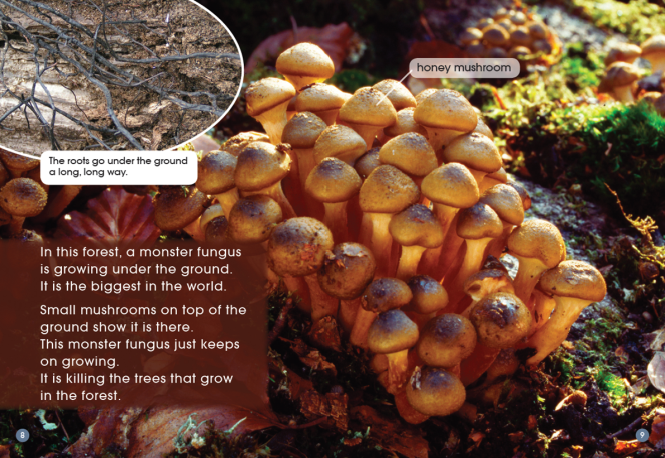 honey mushroom
The roots go under the ground
a long, long way.
In this forest, a monster fungus
is growing under the ground.
It is the biggest in the world.
Small mushrooms on top of the
ground show it is there.
This monster fungus just keeps
on growing.
It is killing the trees that grow
in the forest.
8
9